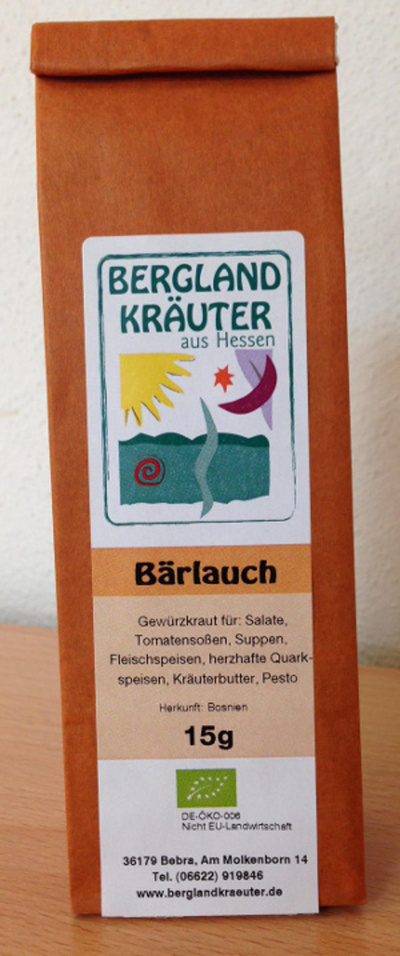 BERGLAND
KRÄUTER
aus Hessen
Bärlauch
Gewürzkraut für: Salate,
Tomatensoßen, Suppen,
Fleischspeisen, herzhafte Quark-
speisen, Kräuterbutter, Pesto
Herkunft: Bosnien
15g
DE-ÖKO-006
Nicht EU-Landwirtschaft
36179 Bebra, Am Molkenborn 14
Tel. (06622) 919846
www.berglandkraeuter.de